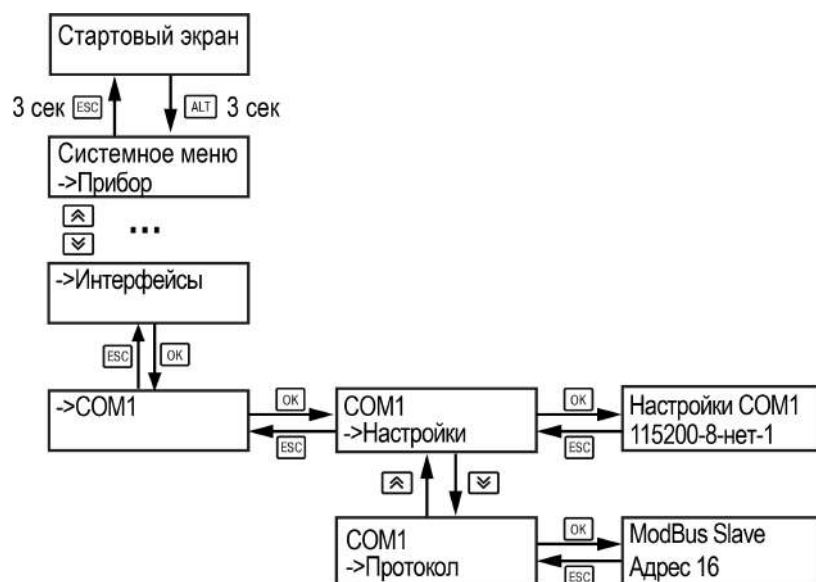 Стартовый экран
3 сек ESC ALT 3 сек
Системное меню
->Прибор
...
->Интерфейсы
ESC OK
->COM1
OK
ESC
COM1
->Настройки
OK
ESC
Настройки COM1
115200-8-нет-1
COM1
->Протокол
OK
ESC
ModBus Slave
Адрес 16